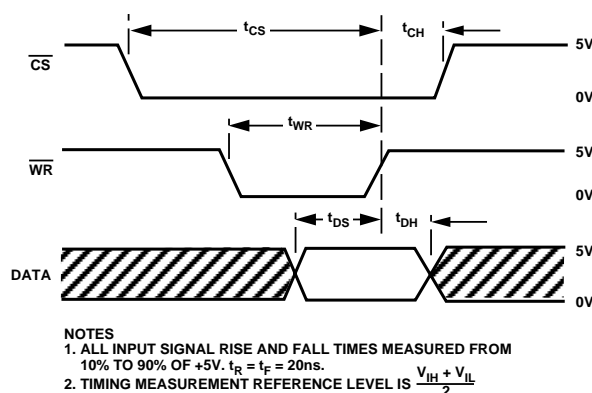 tCS
tCH
CS
5V
0V
tWR
WR
5V
0V
tDS
tDH
DATA
5V
0V
NOTES
1. ALL INPUT SIGNAL RISE AND FALL TIMES MEASURED FROM
10% TO 90% OF +5V. tR = tF = 20ns.
2. TIMING MEASUREMENT REFERENCE LEVEL IS VIH + VIL
2